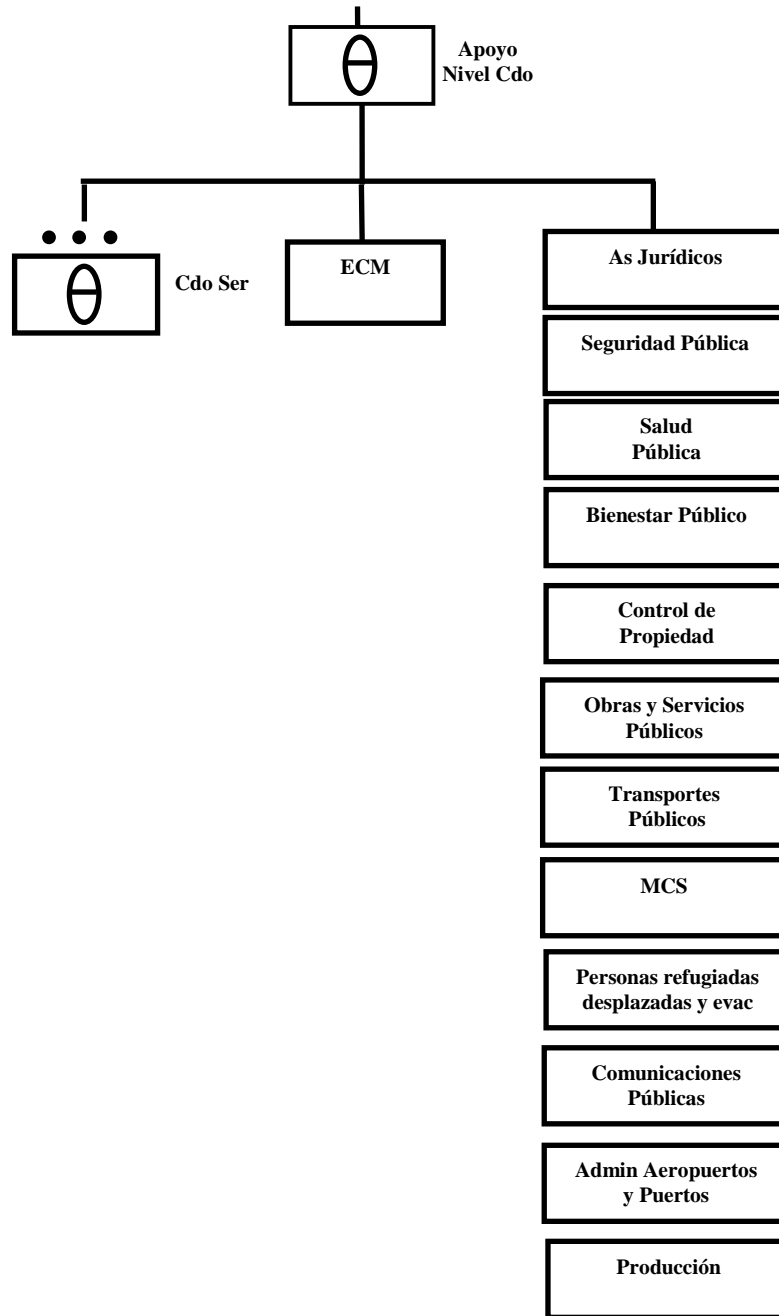 Apoyo
Nivel Cdo
Cdo Ser
ECM
As Jurídicos
Seguridad Pública
Salud
Pública
Bienestar Público
Control de
Propiedad
Obras y Servicios
Públicos
Transportes
Públicos
MCS
Personas refugiadas
desplazadas y evac
Comunicaciones
Públicas
Admin Aeropuertos
y Puertos
Producción